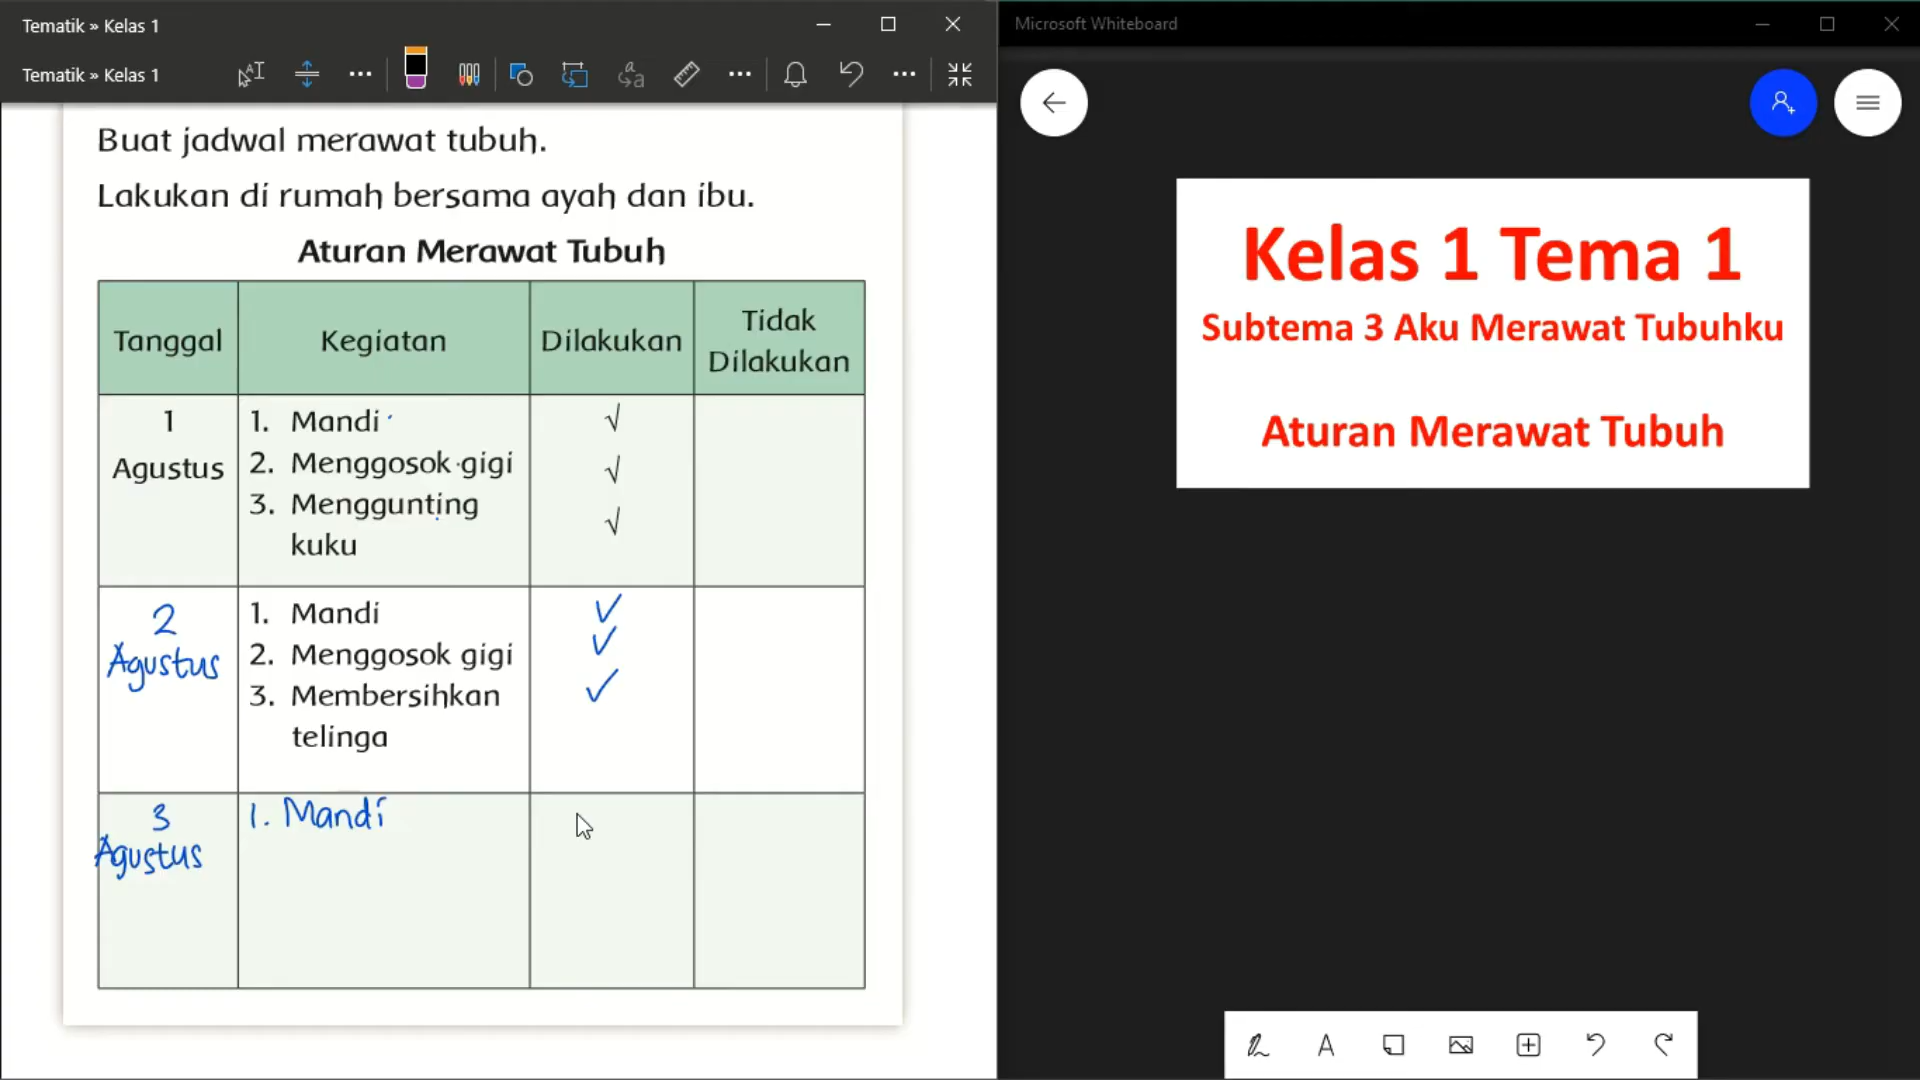 Tematik » Kelas 1
Tematik » Kelas 1
Buat jadwal merawat tubuh.
Lakukan di rumah bersama ayah dan ibu.
Aturan Merawat Tubuh
Tanggal
Kegiatan
Dilakukan
Tidak
Dilakukan
1
Agustus
1. Mandi
2. Menggosok gigi
3. Menggunting
kuku
√
√
√
2
Agustus
1. Mandi
2. Menggosok gigi
3. Membersihkan
telinga
✓
✓
✓
3
Agustus
1. Mandi
Microsoft Whiteboard
Kelas 1 Tema 1
Subtema 3 Aku Merawat Tubuhku
Aturan Merawat Tubuh